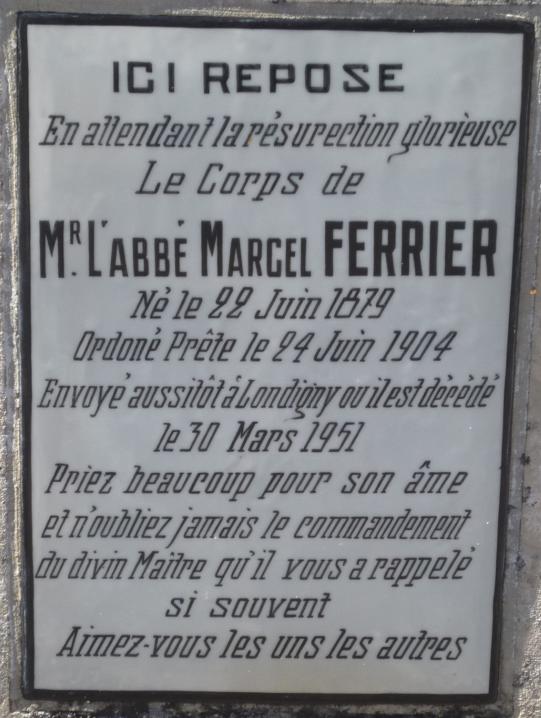 ICI REPOSE
En attendant la résurection glorieuse
Le Corps de
MR. L'ABBÉ MARCEL FERRIER
Né le 22 Juin 1879
Ordoné Prête le 24 Juin 1904
Envoyé aussitôt à Londigny ou il est décédé
le 30 Mars 1951
Priez beaucoup pour son âme
et n'oubliez jamais le commandement
du divin Maître qu'il vous a rappelé
si souvent
Aimez-vous les uns les autres